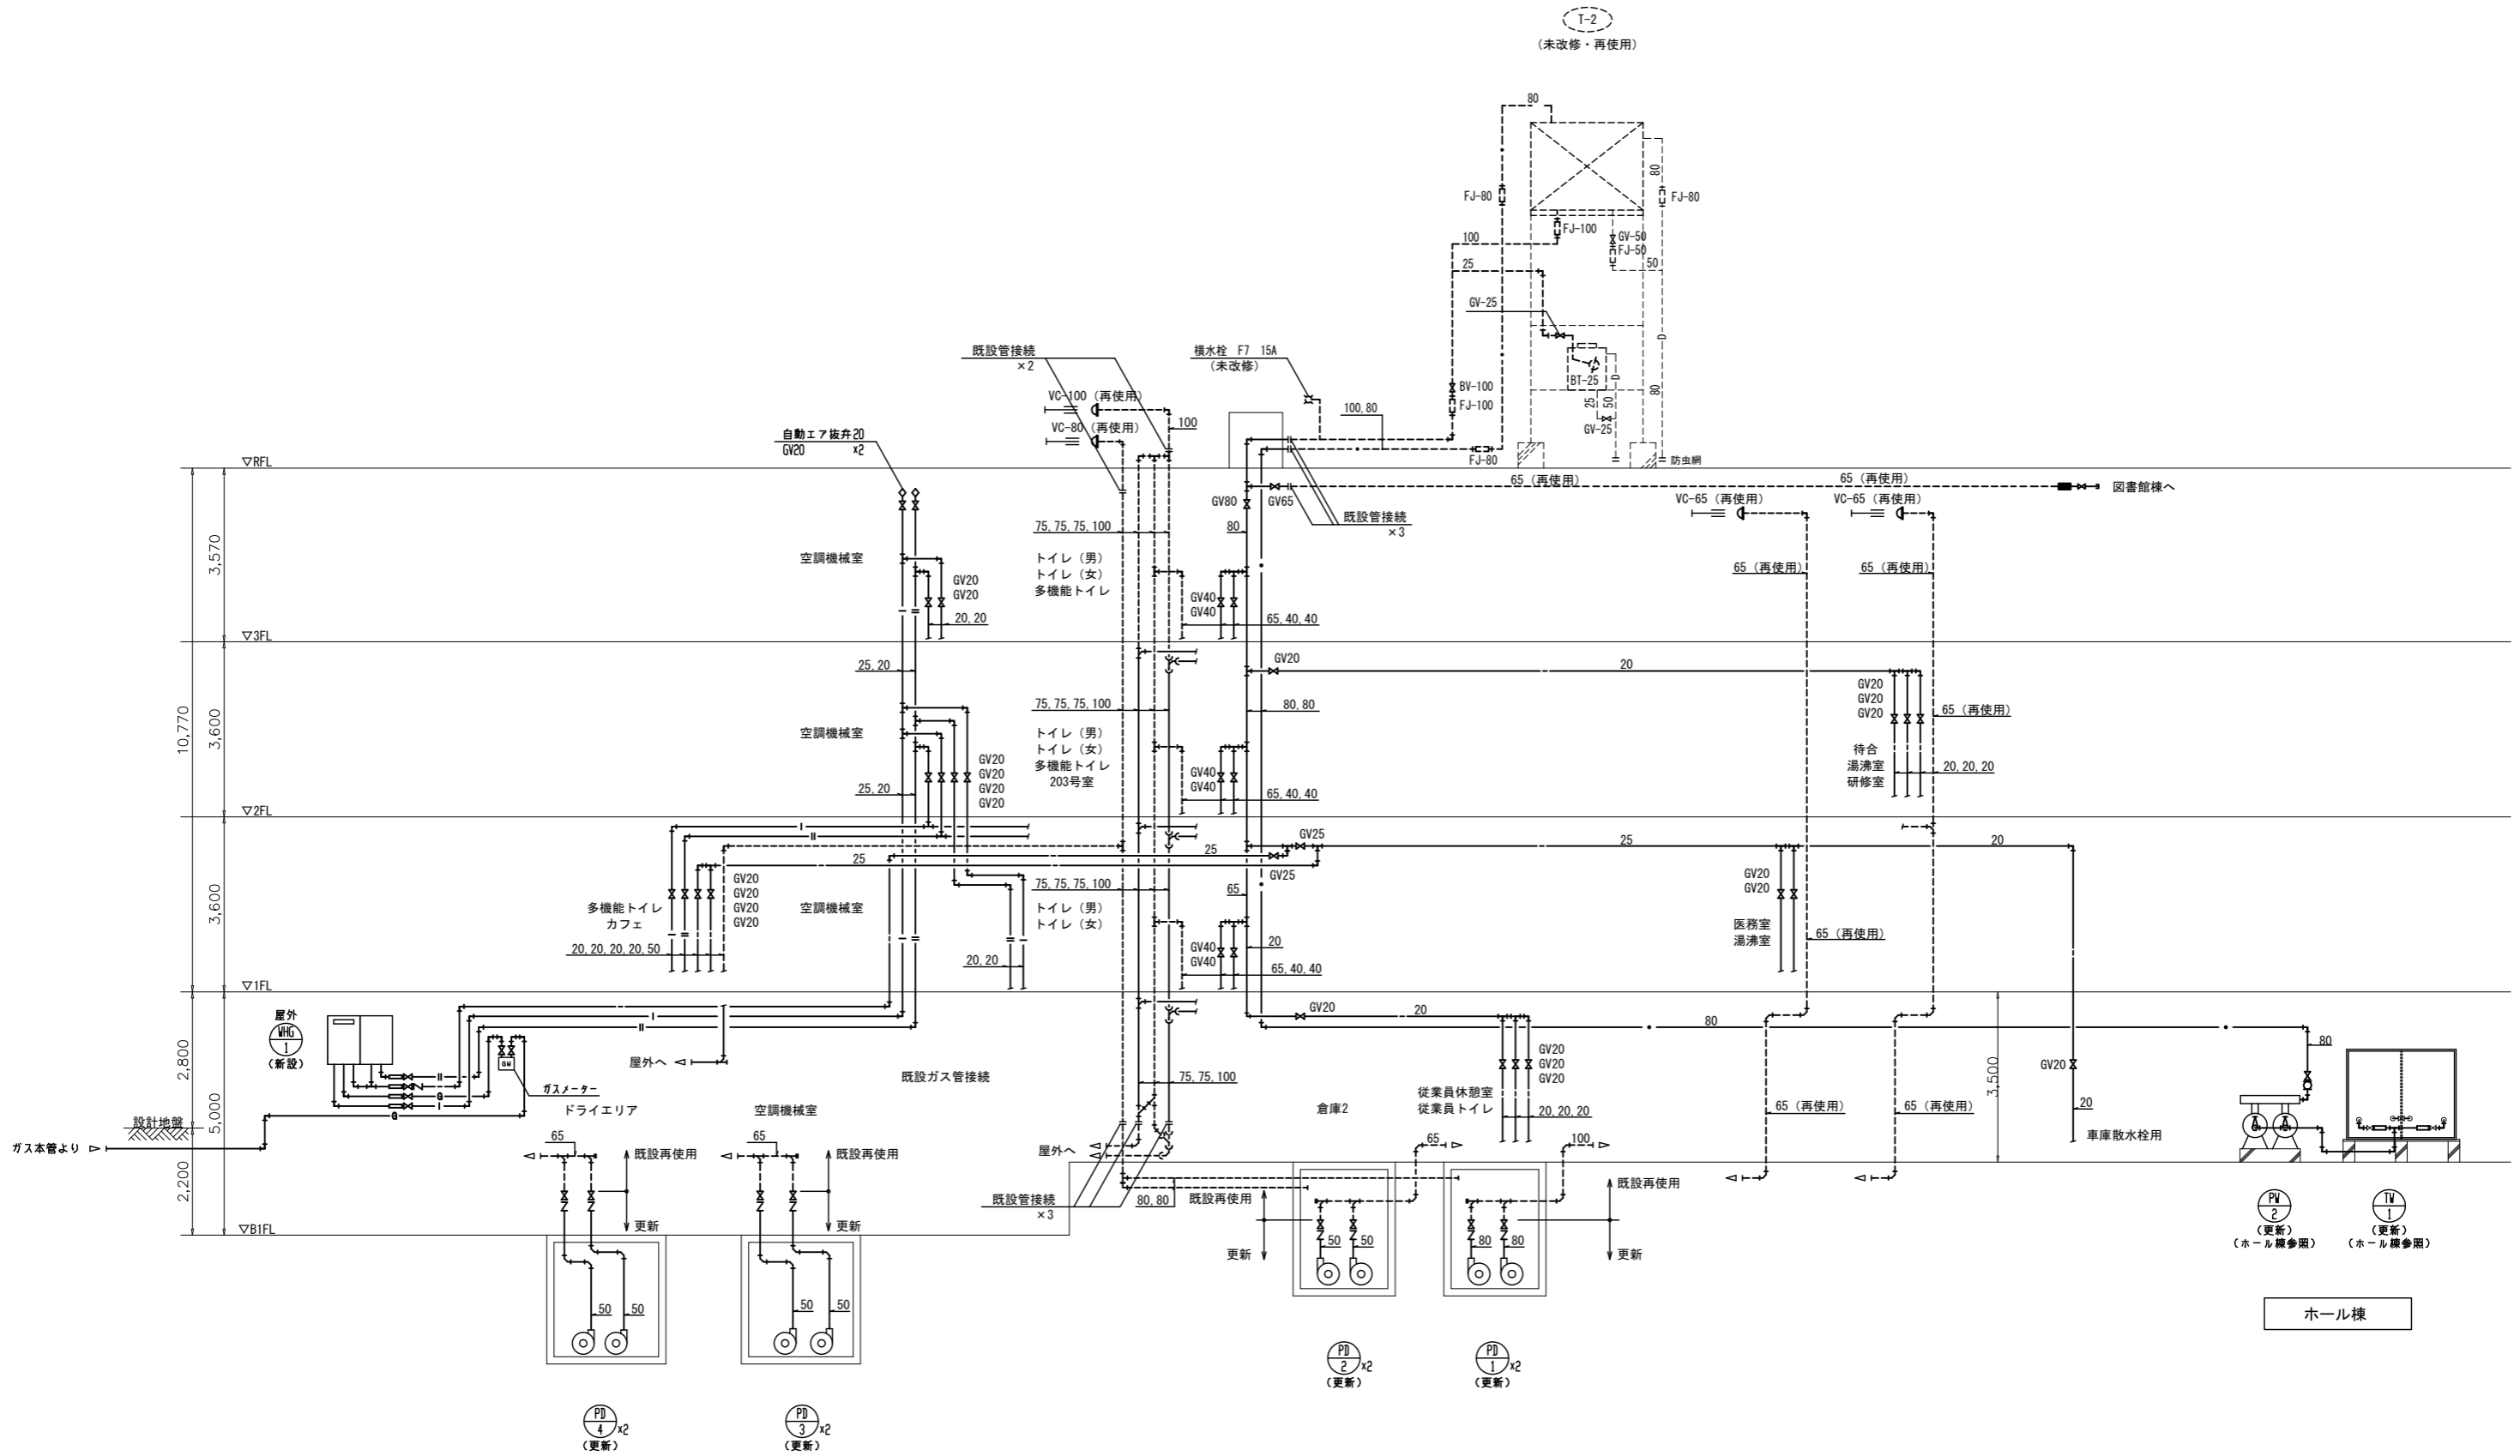 T-2
（未改修・再使用）
80
80
FJ-80
FJ-80
FJ-100
GV-50
FJ-50
100
50
25
GV-25
D
既設管接続
×2
横水栓 F7 15A
（未改修）
BT-25
D
80
BV-100
25
50
FJ-100
VC-100（再使用）
100,80
GV-25
100
VC-80（再使用）
自動エア抜弁20
GV20 x2
FJ-80
防虫網
▽RFL
65（再使用）
65（再使用）
図書館棟へ
GV80
GV65
VC-65（再使用）
VC-65（再使用）
既設管接続
×3
75,75,75,100
80
3,570
空調機械室
トイレ（男）
トイレ（女）
多機能トイレ
65（再使用）
65（再使用）
GV20
GV20
GV40
GV40
20,20
65,40,40
▽3FL
25,20
GV20
20
GV20
GV20
GV20
75,75,75,100
80,80
65（再使用）
10,770
3,600
空調機械室
トイレ（男）
トイレ（女）
多機能トイレ
203号室
待合
湯沸室
研修室
GV20
GV20
GV20
GV20
GV40
GV40
20,20,20
25,20
65,40,40
▽2FL
GV25
25
25
25
20
GV25
GV20
GV20
GV20
GV20
75,75,75,100
65
GV20
GV20
3,600
多機能トイレ
カフェ
空調機械室
トイレ（男）
トイレ（女）
医務室
湯沸室
20,20,20,20,50
20,20
GV40
GV40
20
65（再使用）
65,40,40
▽1FL
屋外
WHG
1
（新設）
GV20
20
80
80
GM
屋外へ
GV20
GV20
GV20
GV20
2,800
既設ガス管接続
75,75,100
3,500
G
ガスメーター
G
ドライエリア
空調機械室
倉庫2
従業員休憩室
従業員トイレ
20,20,20
65（再使用）
65（再使用）
20
設計地盤
5,000
車庫散水栓用
ガス本管より
65
既設再使用
65
既設再使用
屋外へ
65
100
2,200
既設管接続
×3
80,80
既設再使用
既設再使用
更新
更新
▽B1FL
更新
50
50
80
80
更新
PW
2
（更新）
（ホール棟参照）
TW
1
（更新）
（ホール棟参照）
50
50
50
50
ホール棟
PD
2
x2
（更新）
PD
1
x2
（更新）
PD
4
x2
（更新）
PD
3
x2
（更新）